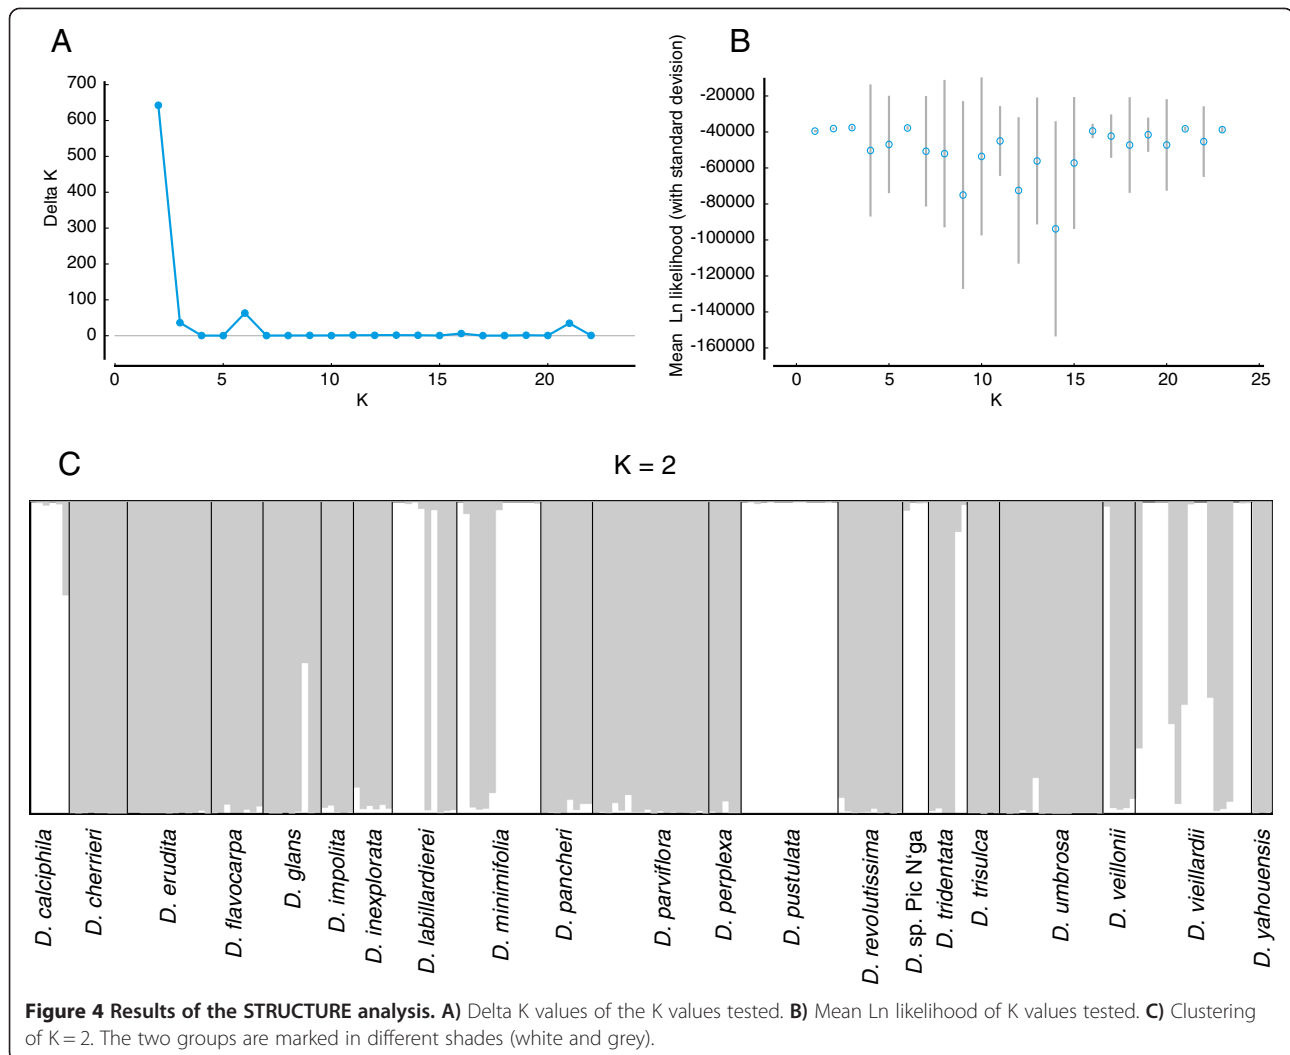 A
700
600
500
400
300
200
100
0
Delta K
0 5 10 15 20
K
B
-20000
-40000
-60000
-80000
-100000
-120000
-140000
-160000
Mean Ln likelihood (with standard devision)
0 5 10 15 20 25
K
C
K = 2
D. calciphila
D. cherrieri
D. erudita
D. flavocarpa
D. glans
D. impolita
D. inexplorata
D. labillardierei
D. minimifolia
D. pancheri
D. parviflora
D. perplexa
D. pustulata
D. revolutissima
D. sp. Pic N'ga
D. tridentata
D. trisulca
D. umbrosa
D. veillonii
D. vieillardii
D. yahouensis
Figure 4 Results of the STRUCTURE analysis. A) Delta K values of the K values tested. B) Mean Ln likelihood of K values tested. C) Clustering
of K = 2. The two groups are marked in different shades (white and grey).